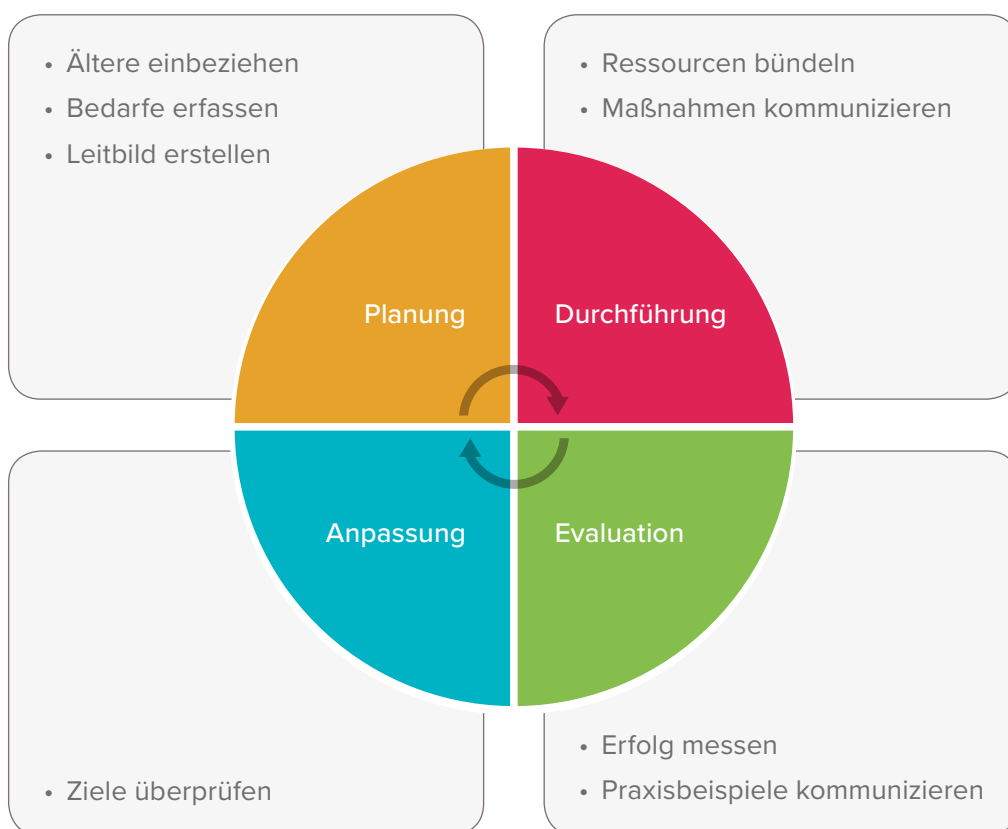 • Ältere einbeziehen
• Bedarfe erfassen
• Leitbild erstellen
• Ressourcen bündeln
• Maßnahmen kommunizieren
Planung
Durchführung
Anpassung
Evaluation
• Ziele überprüfen
• Erfolg messen
• Praxisbeispiele kommunizieren